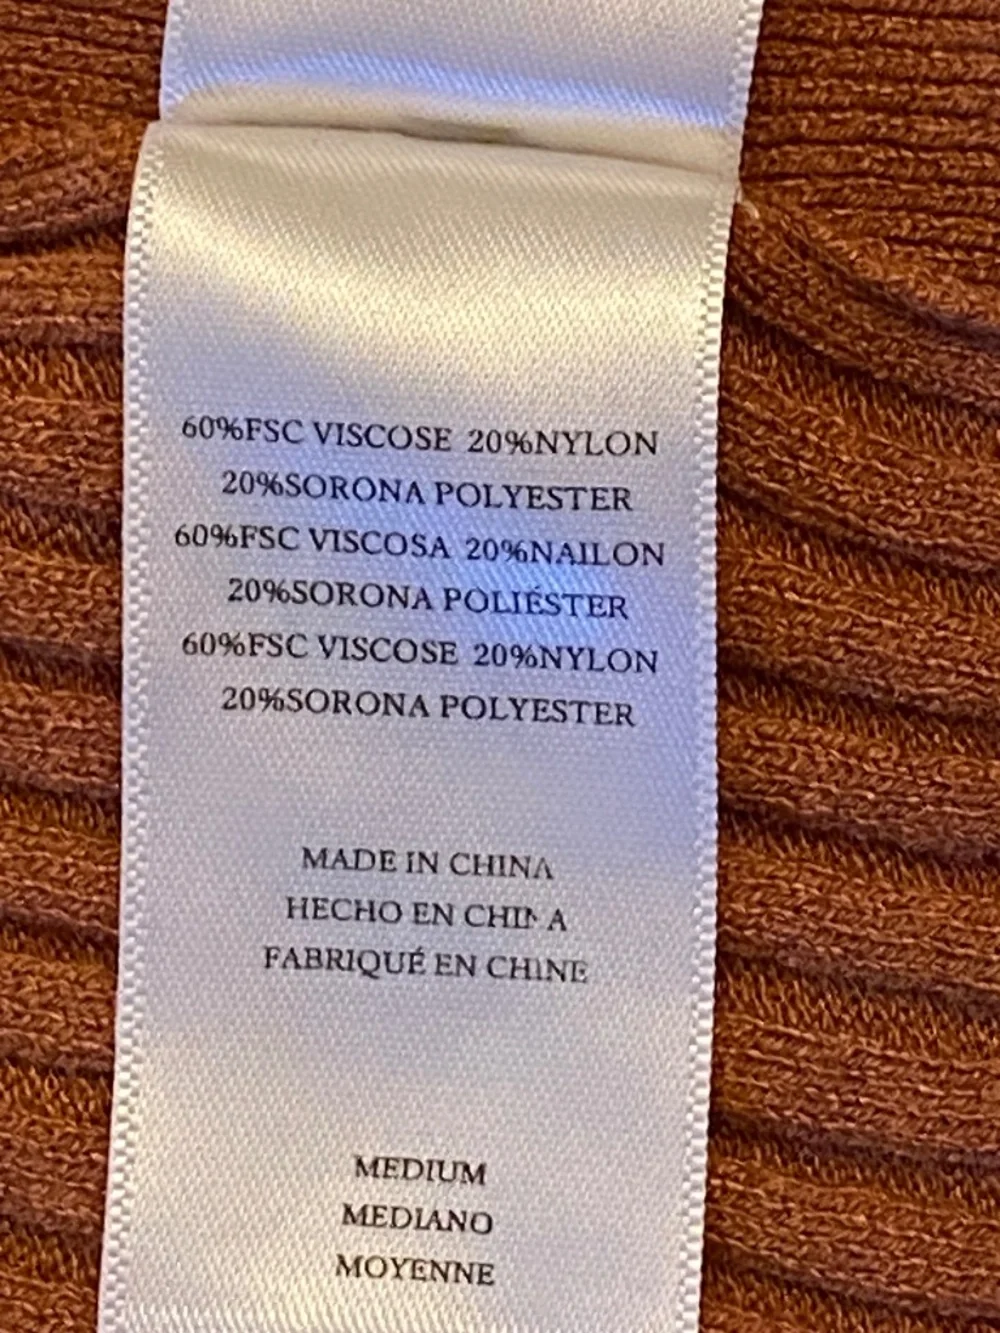 60%FSC VISCOSE 20%NYLON
20%SORONA POLYESTER
60%FSC VISCOSA 20%NAILON
20%SORONA POLIÉSTER
60%FSC VISCOSE 20%NYLON
20%SORONA POLYESTER
MADE IN CHINA
HECHO EN CHINA
FABRIQUÉ EN CHINE
MEDIUM
MEDIANO
MOYENNE